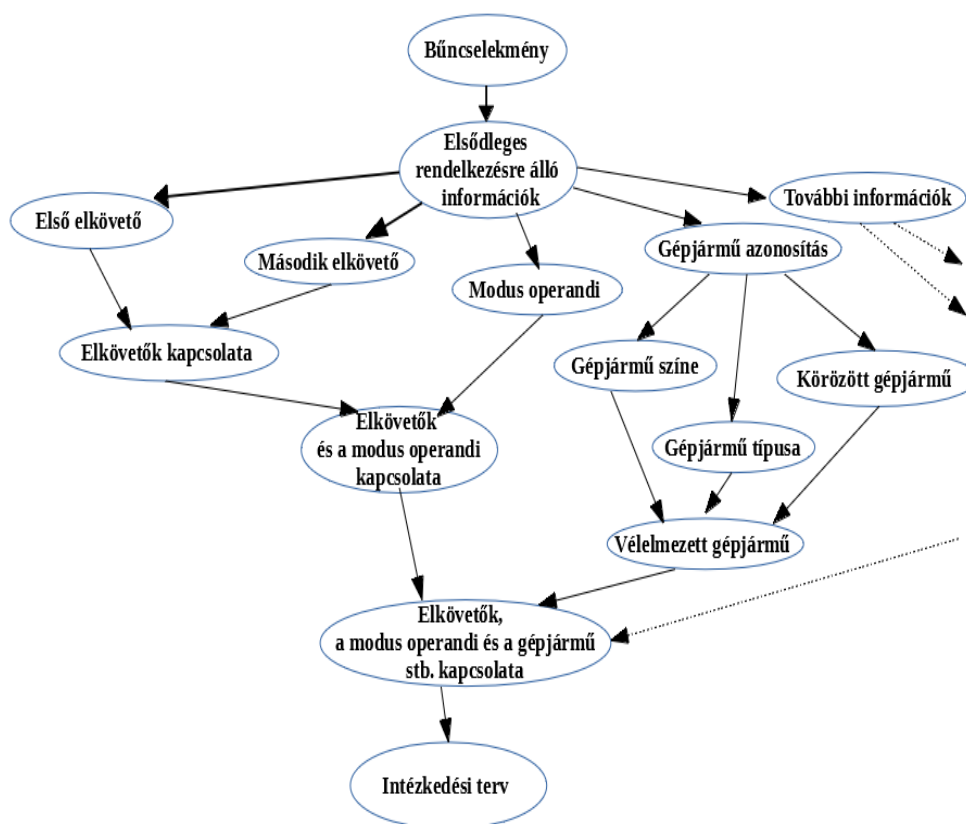 Bűncselekmény
Elsődleges
rendelkezésre álló
információk
További információk
Első elkövető
Második elkövető
Gépjármű azonosítás
Modus operandi
Elkövetők kapcsolata
Gépjármű színe
Körözött gépjármű
Elkövetők
és a modus operandi
kapcsolata
Gépjármű típusa
Vélelmezett gépjármű
Elkövetők,
a modus operandi és a gépjármű
stb. kapcsolata
Intézkedési terv